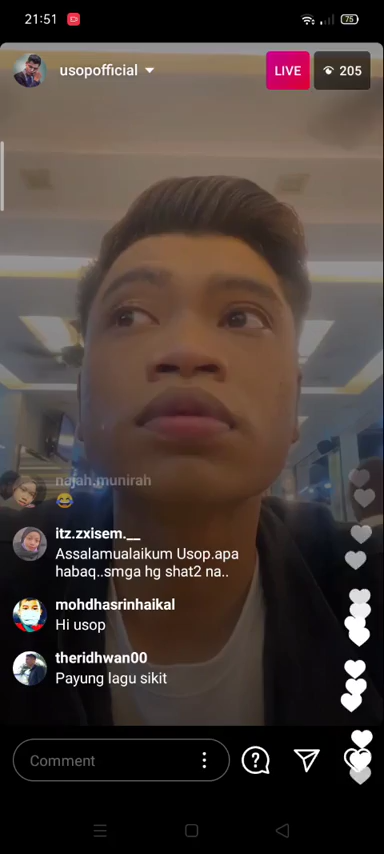 21:51
75
usopofficial
LIVE
205
najah.munirah
😂
itz.zxisem.__
Assalamualaikum Usop.apa
habaq..smga hg shat2 na..
mohdhasrinhaikal
Hi usop
theridhwan00
Payung lagu sikit
Comment